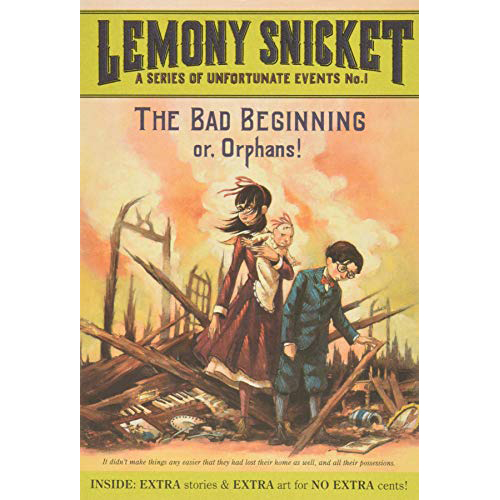 LEMONY SNICKET
A SERIES OF UNFORTUNATE EVENTS No.1
THE BAD BEGINNING
or, Orphans!
It didn't make things any easier that they had lost their home as well, and all their possessions.
INSIDE: EXTRA stories & EXTRA art for NO EXTRA cents!